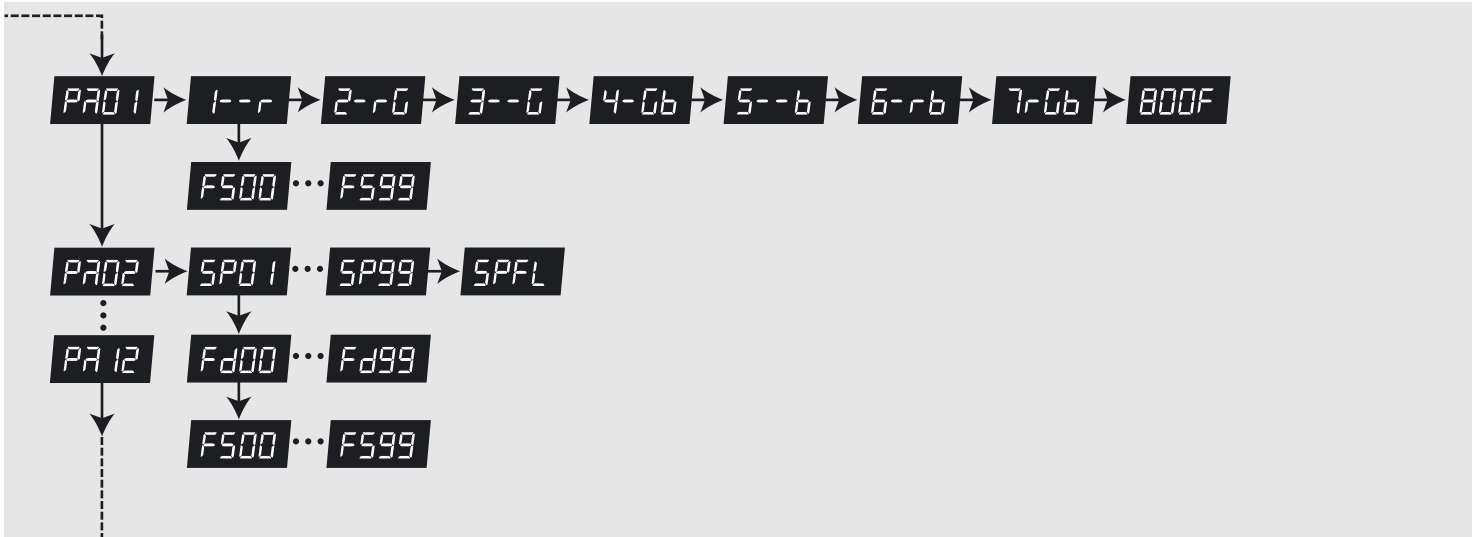 PA01 1--r 2-rG 3--G 4-Gb 5--b 6-rb 7rGb 800F
FS00 ... FS99
PA02 SP01 ... SP99 SPFL
PA12 Fd00 ... Fd99
FS00 ... FS99